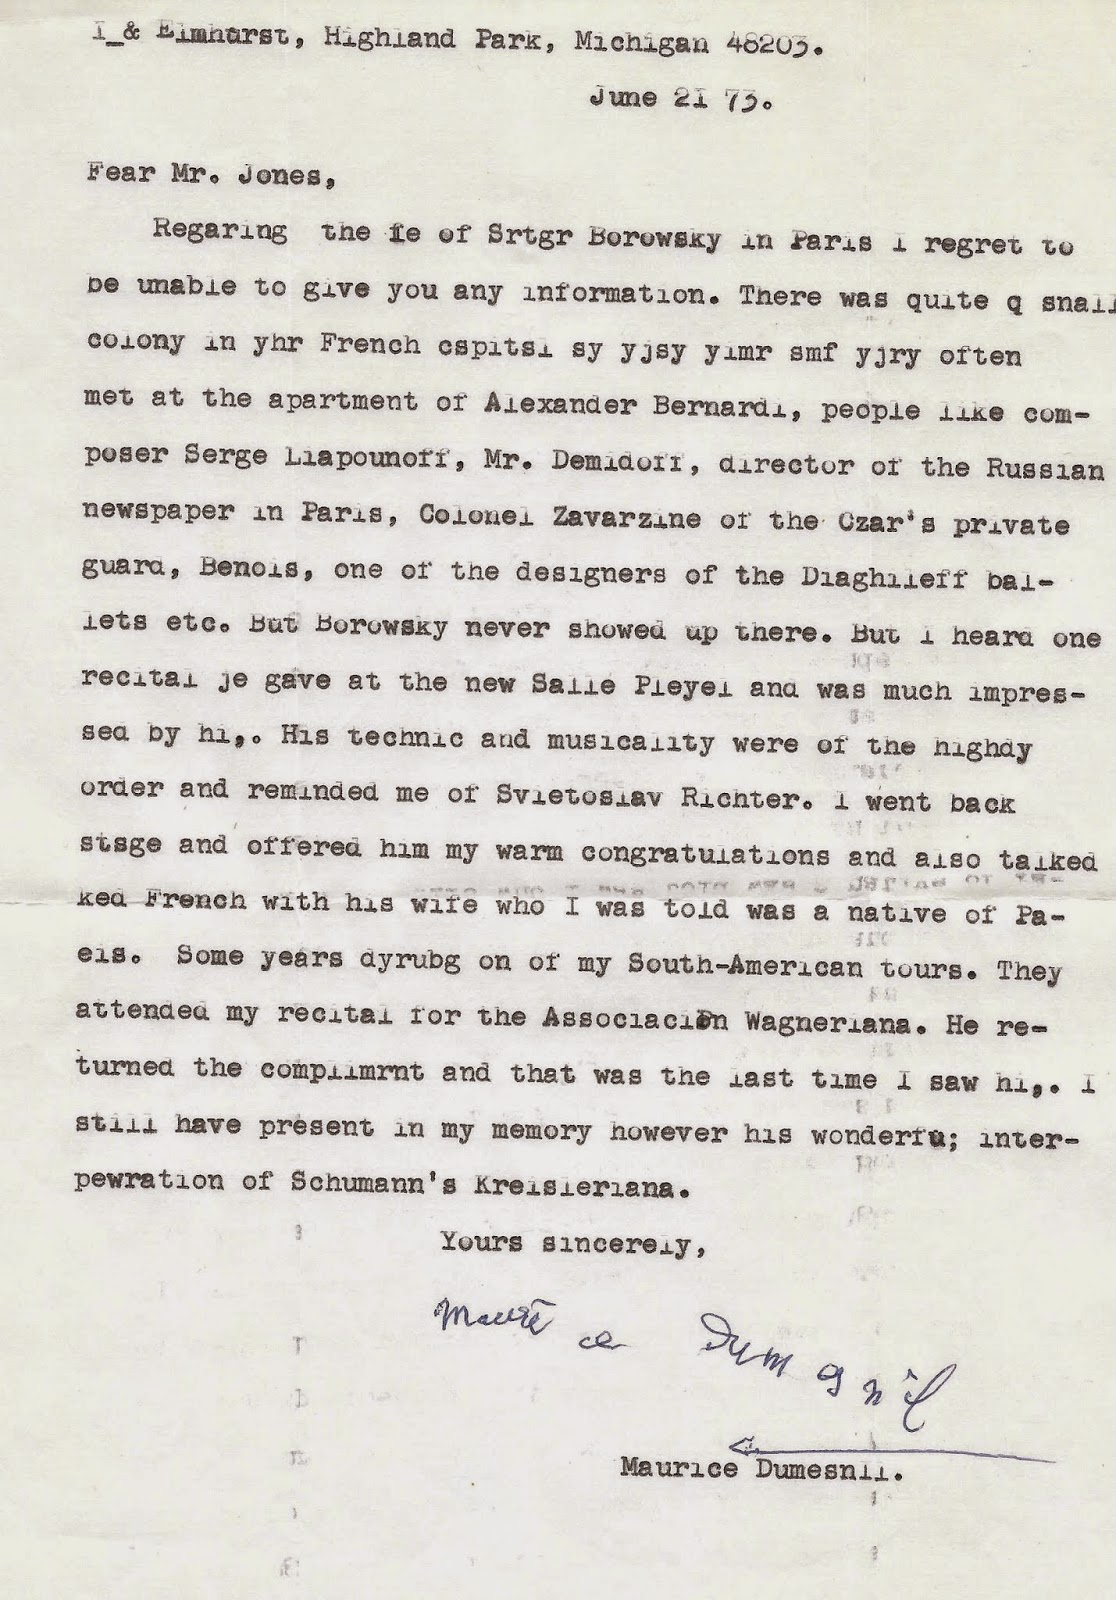 I_& Elmhurst, Highland Park, Michigan 48203.
June 2I 73.
Fear Mr. Jones,
Regaring the fe of Srtgr Borowsky in Paris I regret to
be unable to give you any information. There was quite q snall
colony in yhr French cspitsl sy yjsy yimr smf yjry often
met at the apartment of Alexander Bernardi, people like com-
poser Serge Liapounoff, Mr. Demidoff, director of the Russian
newspaper in Paris, Colonel Zavarzine of the Czar's private
guard, Benois, one of the designers of the Diaghileff bal-
lets etc. But Borowsky never showed up there. But I heard one
recital je gave at the new Salle Pleyel and was much impres-
sed by hi,. His technic and musicality were of the highdy
order and reminded me of Svietoslav Richter. I went back
stsge and offered him my warm congratulations and also talked
ked French with his wife who I was told was a native of Pa-
eis. Some years dyrubg on of my South-American tours. They
attended my recital for the Associaciòn Wagneriana. He re-
turned the complimrnt and that was the last time I saw hi,. I
still have present in my memory however his wonderfu; inter-
pewration of Schumann's Kreisleriana.
Yours sincerely,
Maurice Dumesnil
Maurice Dumesnil.